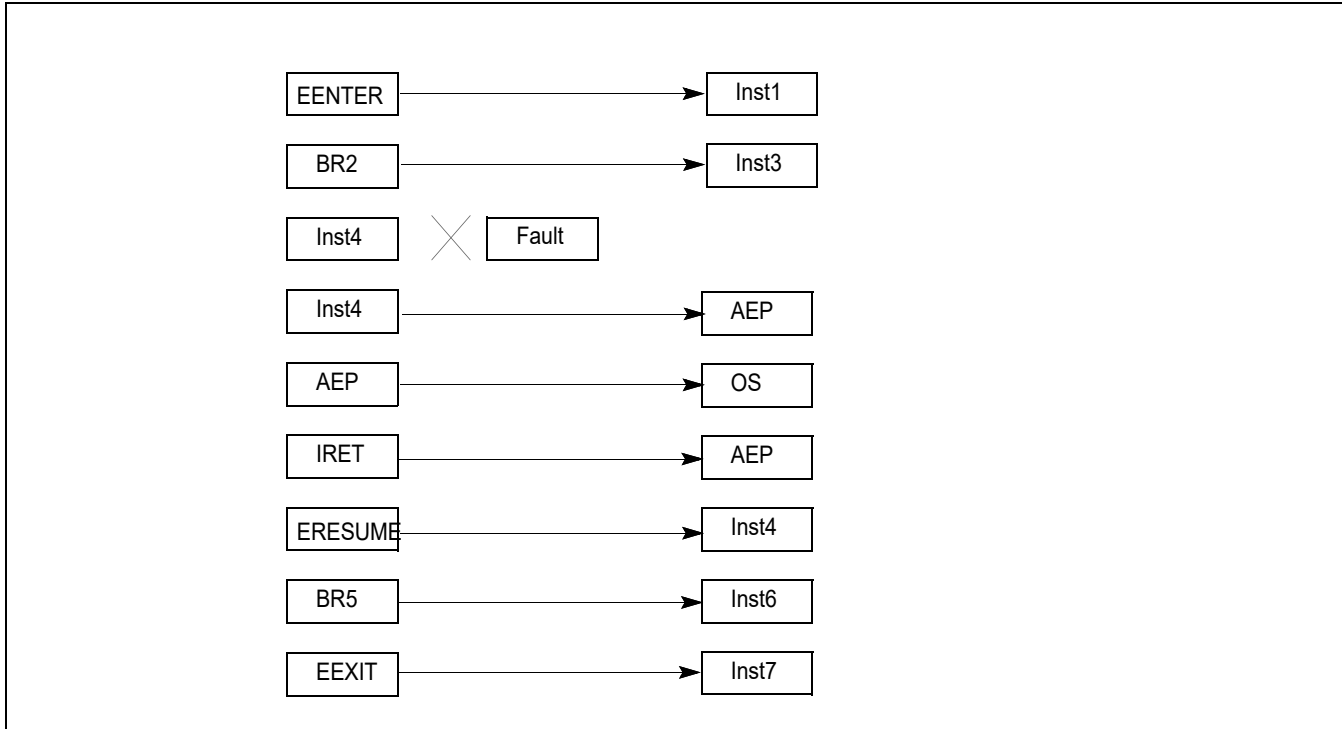 EENTER Inst1
BR2 Inst3
Inst4 Fault
Inst4 AEP
AEP OS
IRET AEP
ERESUME Inst4
BR5 Inst6
EEXIT Inst7